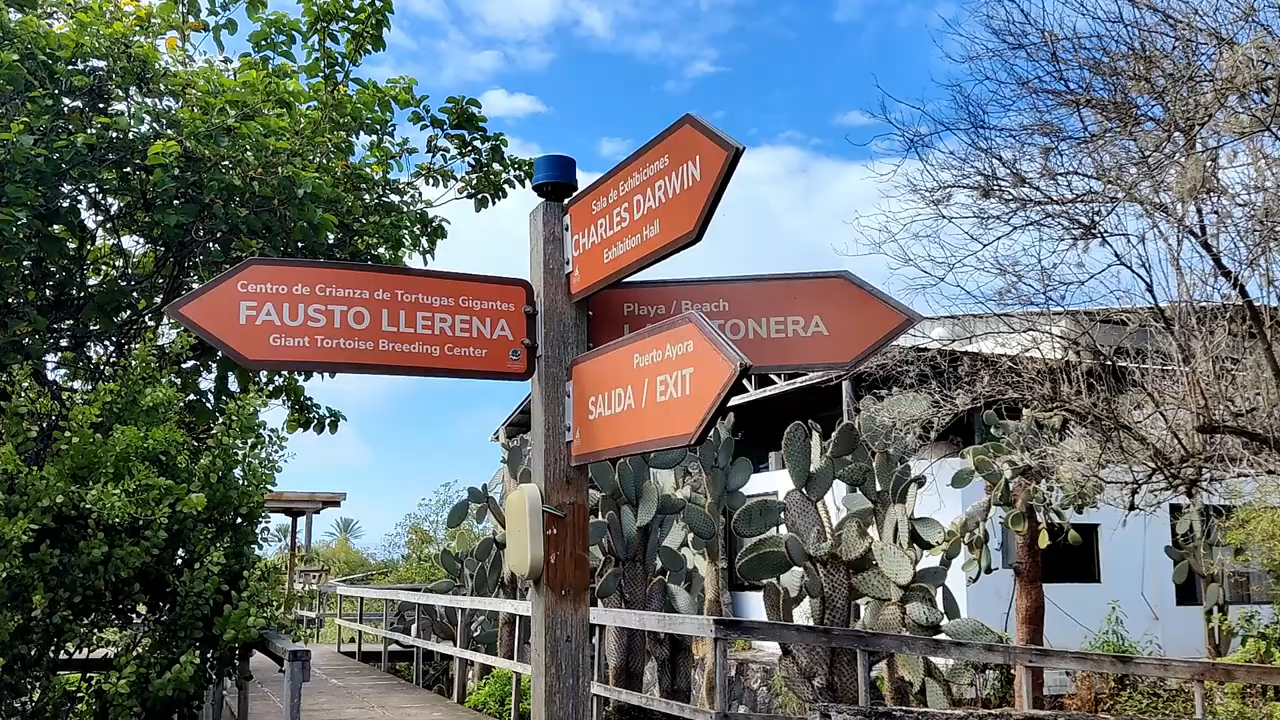 Sala de Exhibiciones
CHARLES DARWIN
Exhibition Hall
Centro de Crianza de Tortugas Gigantes
FAUSTO LLERENA
Giant Tortoise Breeding Center
Playa / Beach
Puerto Ayora
SALIDA / EXIT